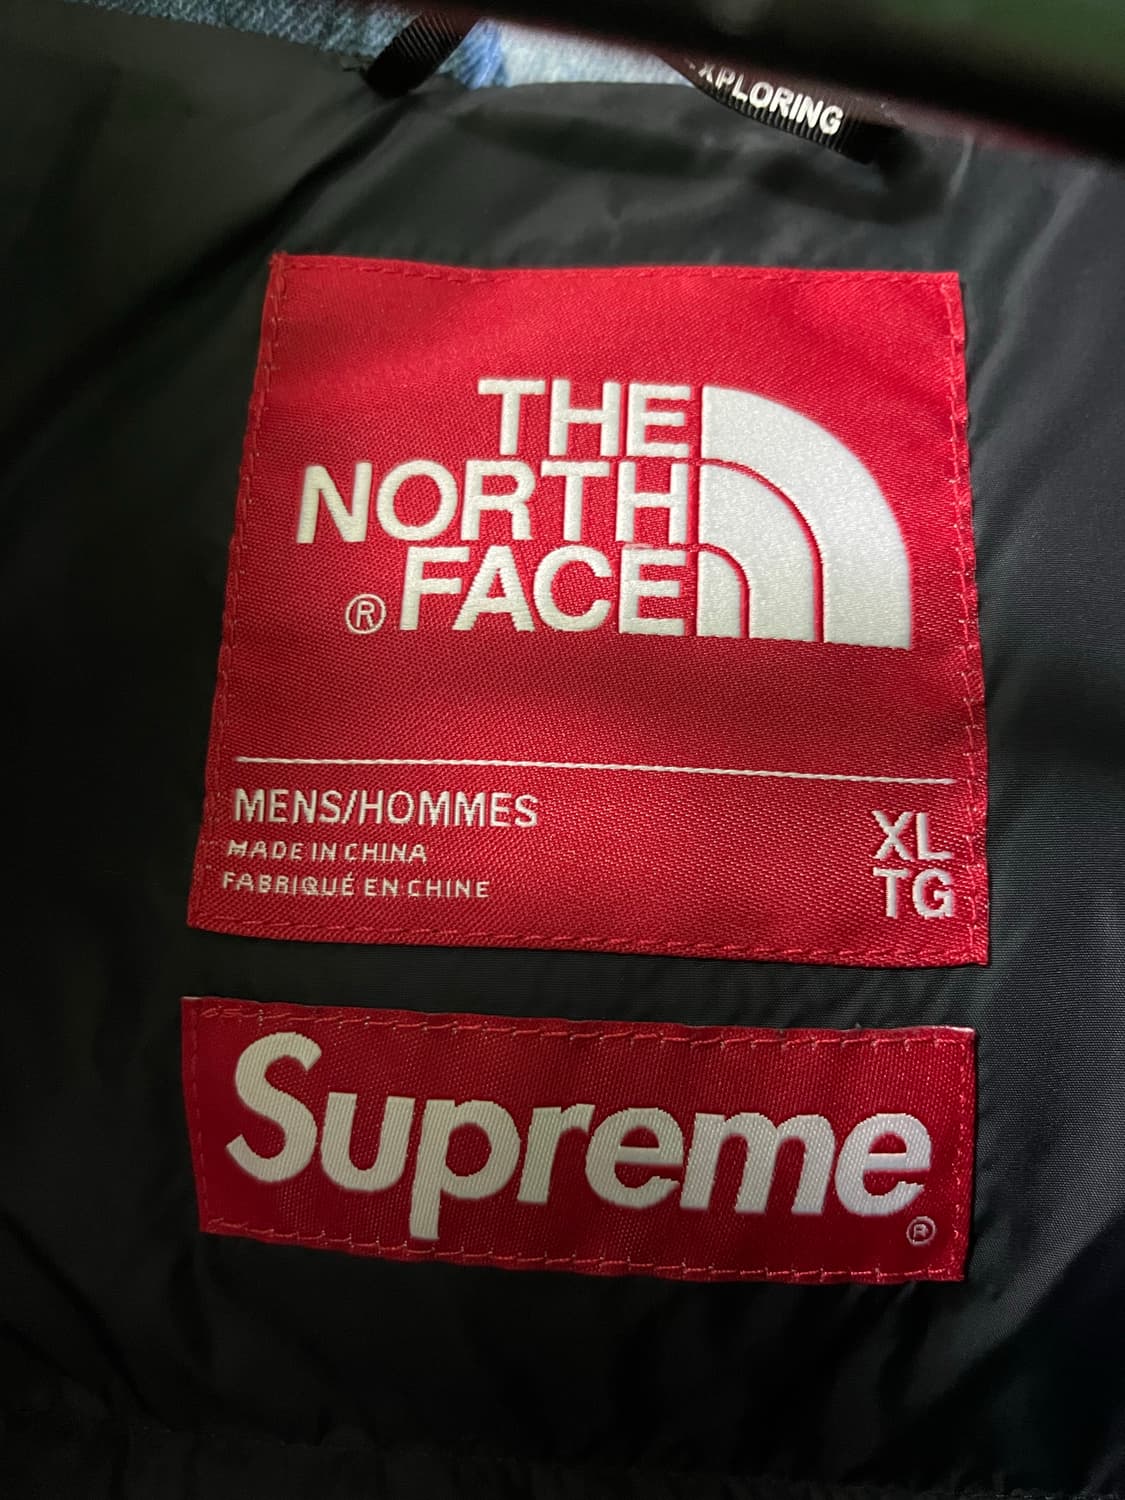 XPLORING
THE
NORTH
FACE
®
MENS/HOMMES
MADE IN CHINA
FABRIQUÉ EN CHINE
XL
TG
Supreme
®